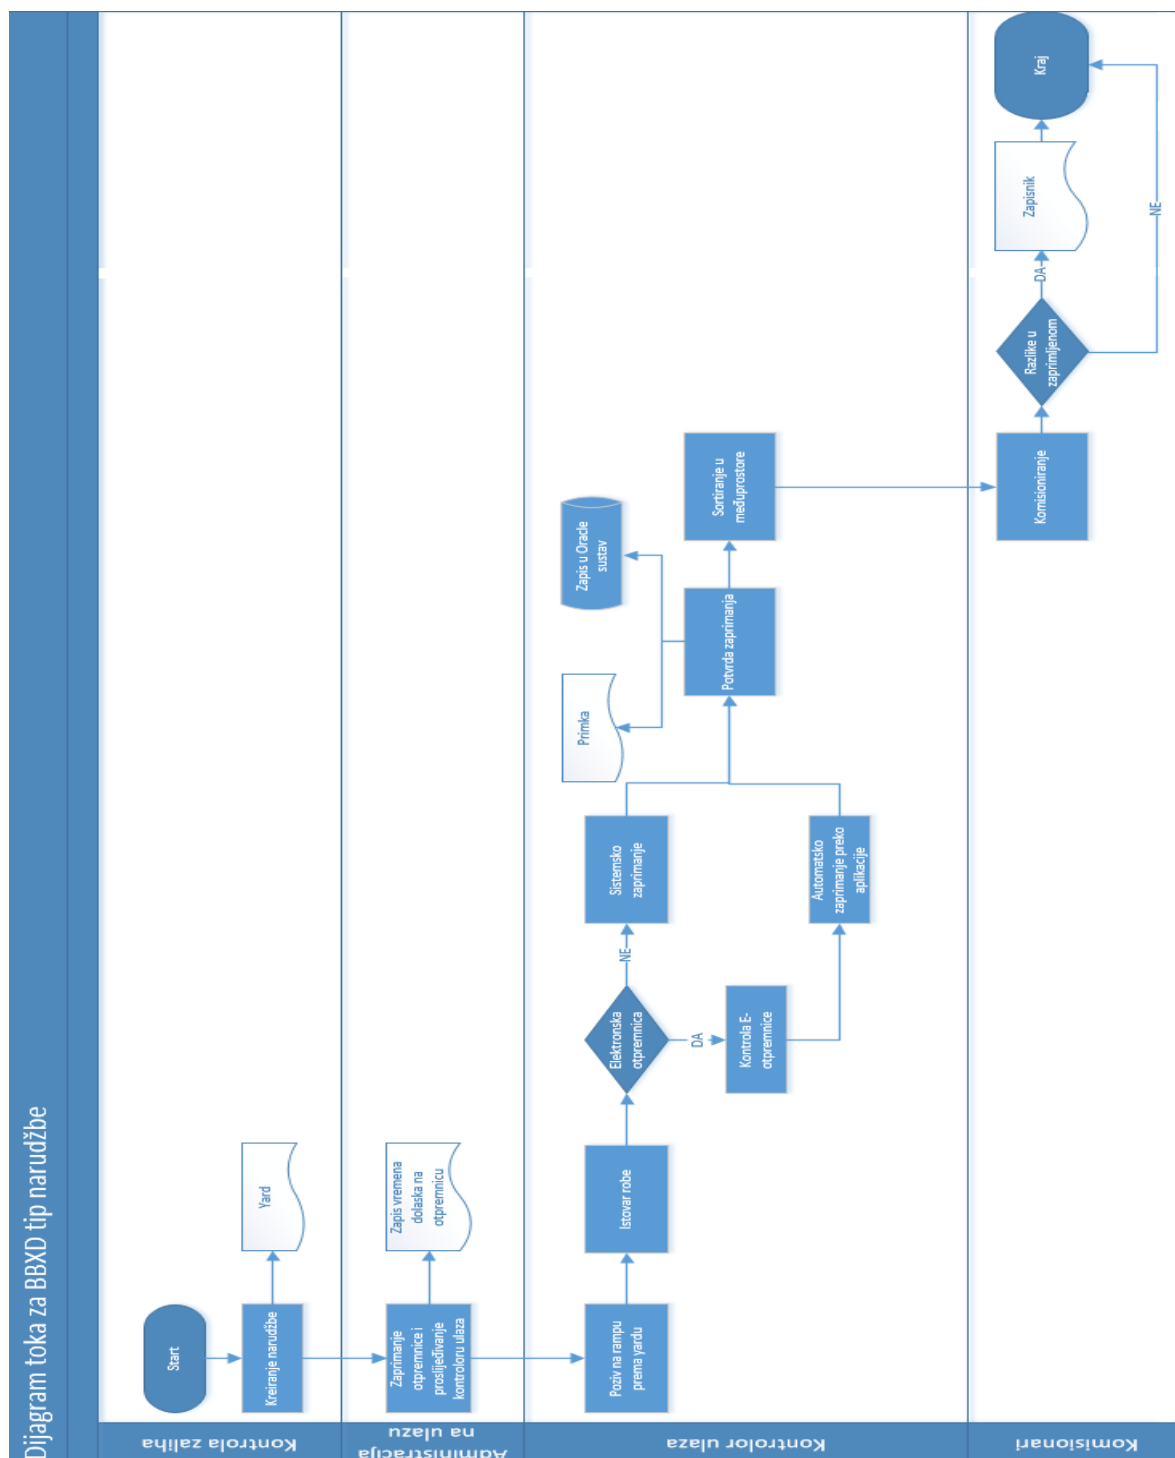 Dijagram toka za BBXD tip narudžbe
Kontrola zaliha
Start
Kreiranje narudžbe
Yard
Administracija
na ulazu
Zaprimanje
otpremnice i
proslijeđivanje
kontroloru ulaza
Zapis vremena
dolaska na
otpremnicu
Kontrolor ulaza
Poziv na rampu
prema yardu
Istovar robe
Elektronska
otpremnica
NE
DA
Sistemsko
zaprimanje
Kontrola E-
otpremnice
Automatsko
zaprimanje preko
aplikacije
Primka
Potvrda zaprimanja
Zapis u Oracle
sustav
Sortiranje u
međuprostore
Komisionari
Komisioniranje
Razlike u
zaprimljenom
DA
NE
Zapisnik
Kraj